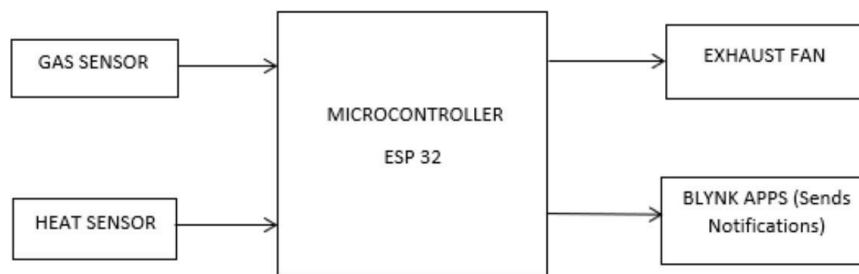 GAS SENSOR
HEAT SENSOR
MICROCONTROLLER
ESP 32
EXHAUST FAN
BLYNK APPS (Sends
Notifications)